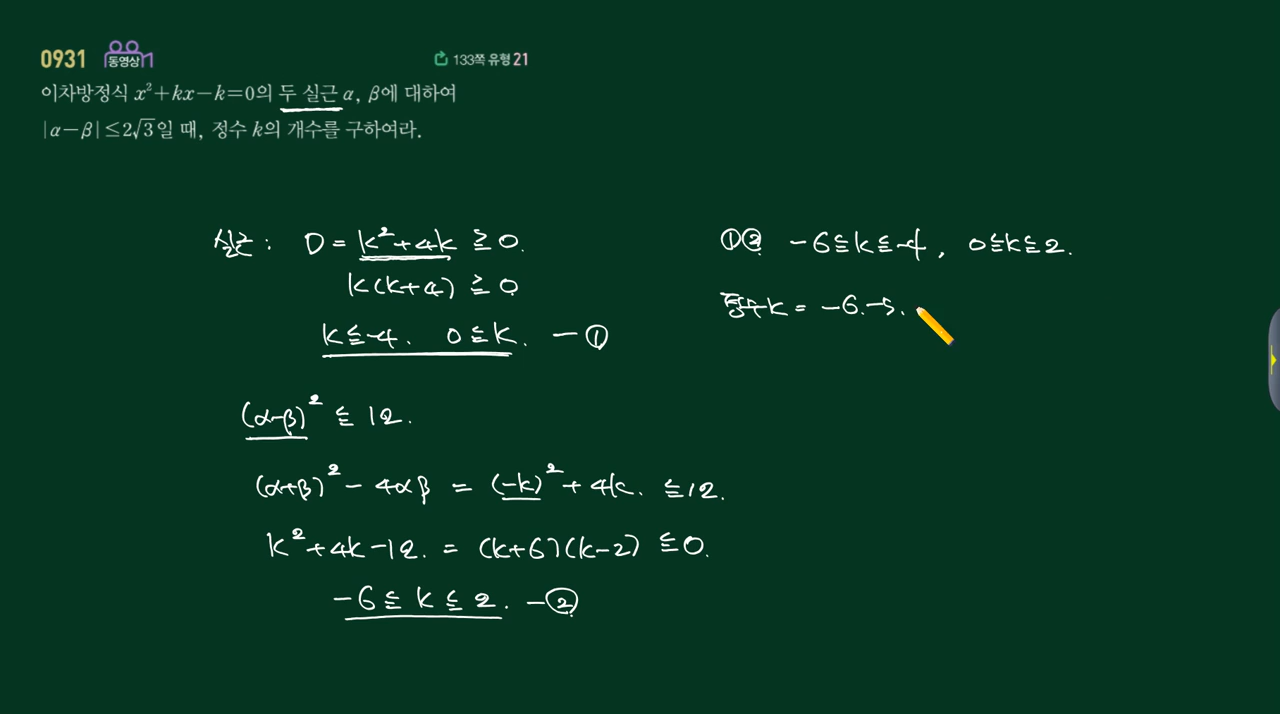 0931 동영상 133쪽 유형 21
이차방정식 x²+kx−k=0의 두 실근 α, β에 대하여
|α−β|≤2√3일 때, 정수 k의 개수를 구하여라.
실근 : D = k²+4k ≧ 0.
k(k+4) ≧ 0
k≦-4. 0≦k. - ①
(α-β)² ≦ 12.
(α+β)² - 4αβ = (-k)² + 4k. ≦12.
k²+4k-12. = (k+6)(k-2) ≦0.
-6 ≦ k ≦ 2. -②
①② -6≦k≦-4, 0≦k≦2.
정수k = -6.-5.